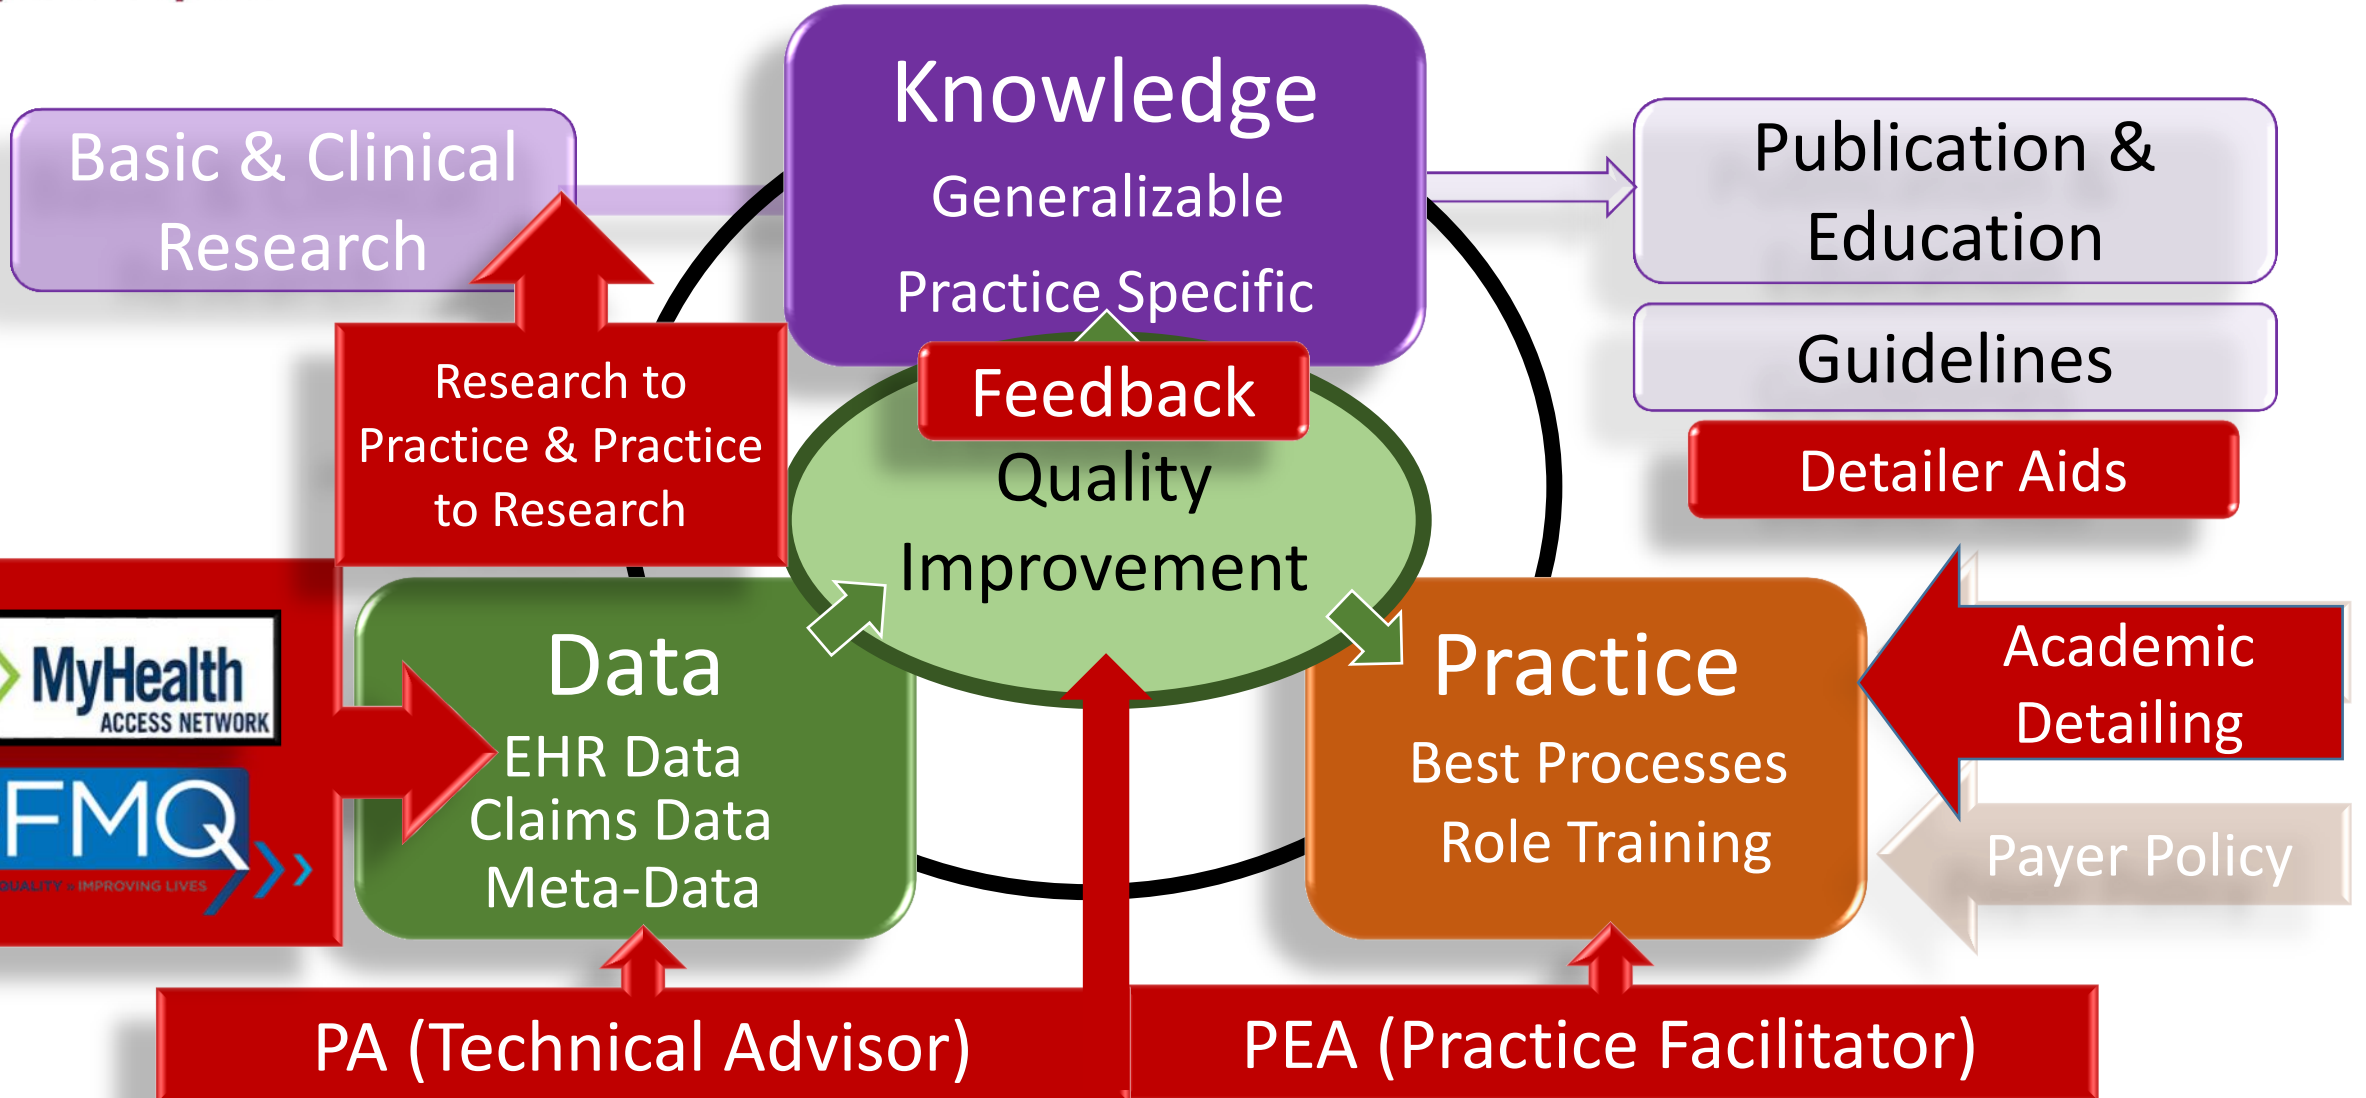 Knowledge
Generalizable
Practice Specific
Basic & Clinical
Research
Publication &
Education
Guidelines
Detailer Aids
Research to
Practice & Practice
to Research
Feedback
Quality
Improvement
MyHealth
ACCESS NETWORK
FMQ
QUALITY = IMPROVING LIVES
Data
EHR Data
Claims Data
Meta-Data
Practice
Best Processes
Role Training
Academic
Detailing
Payer Policy
PA (Technical Advisor)
PEA (Practice Facilitator)